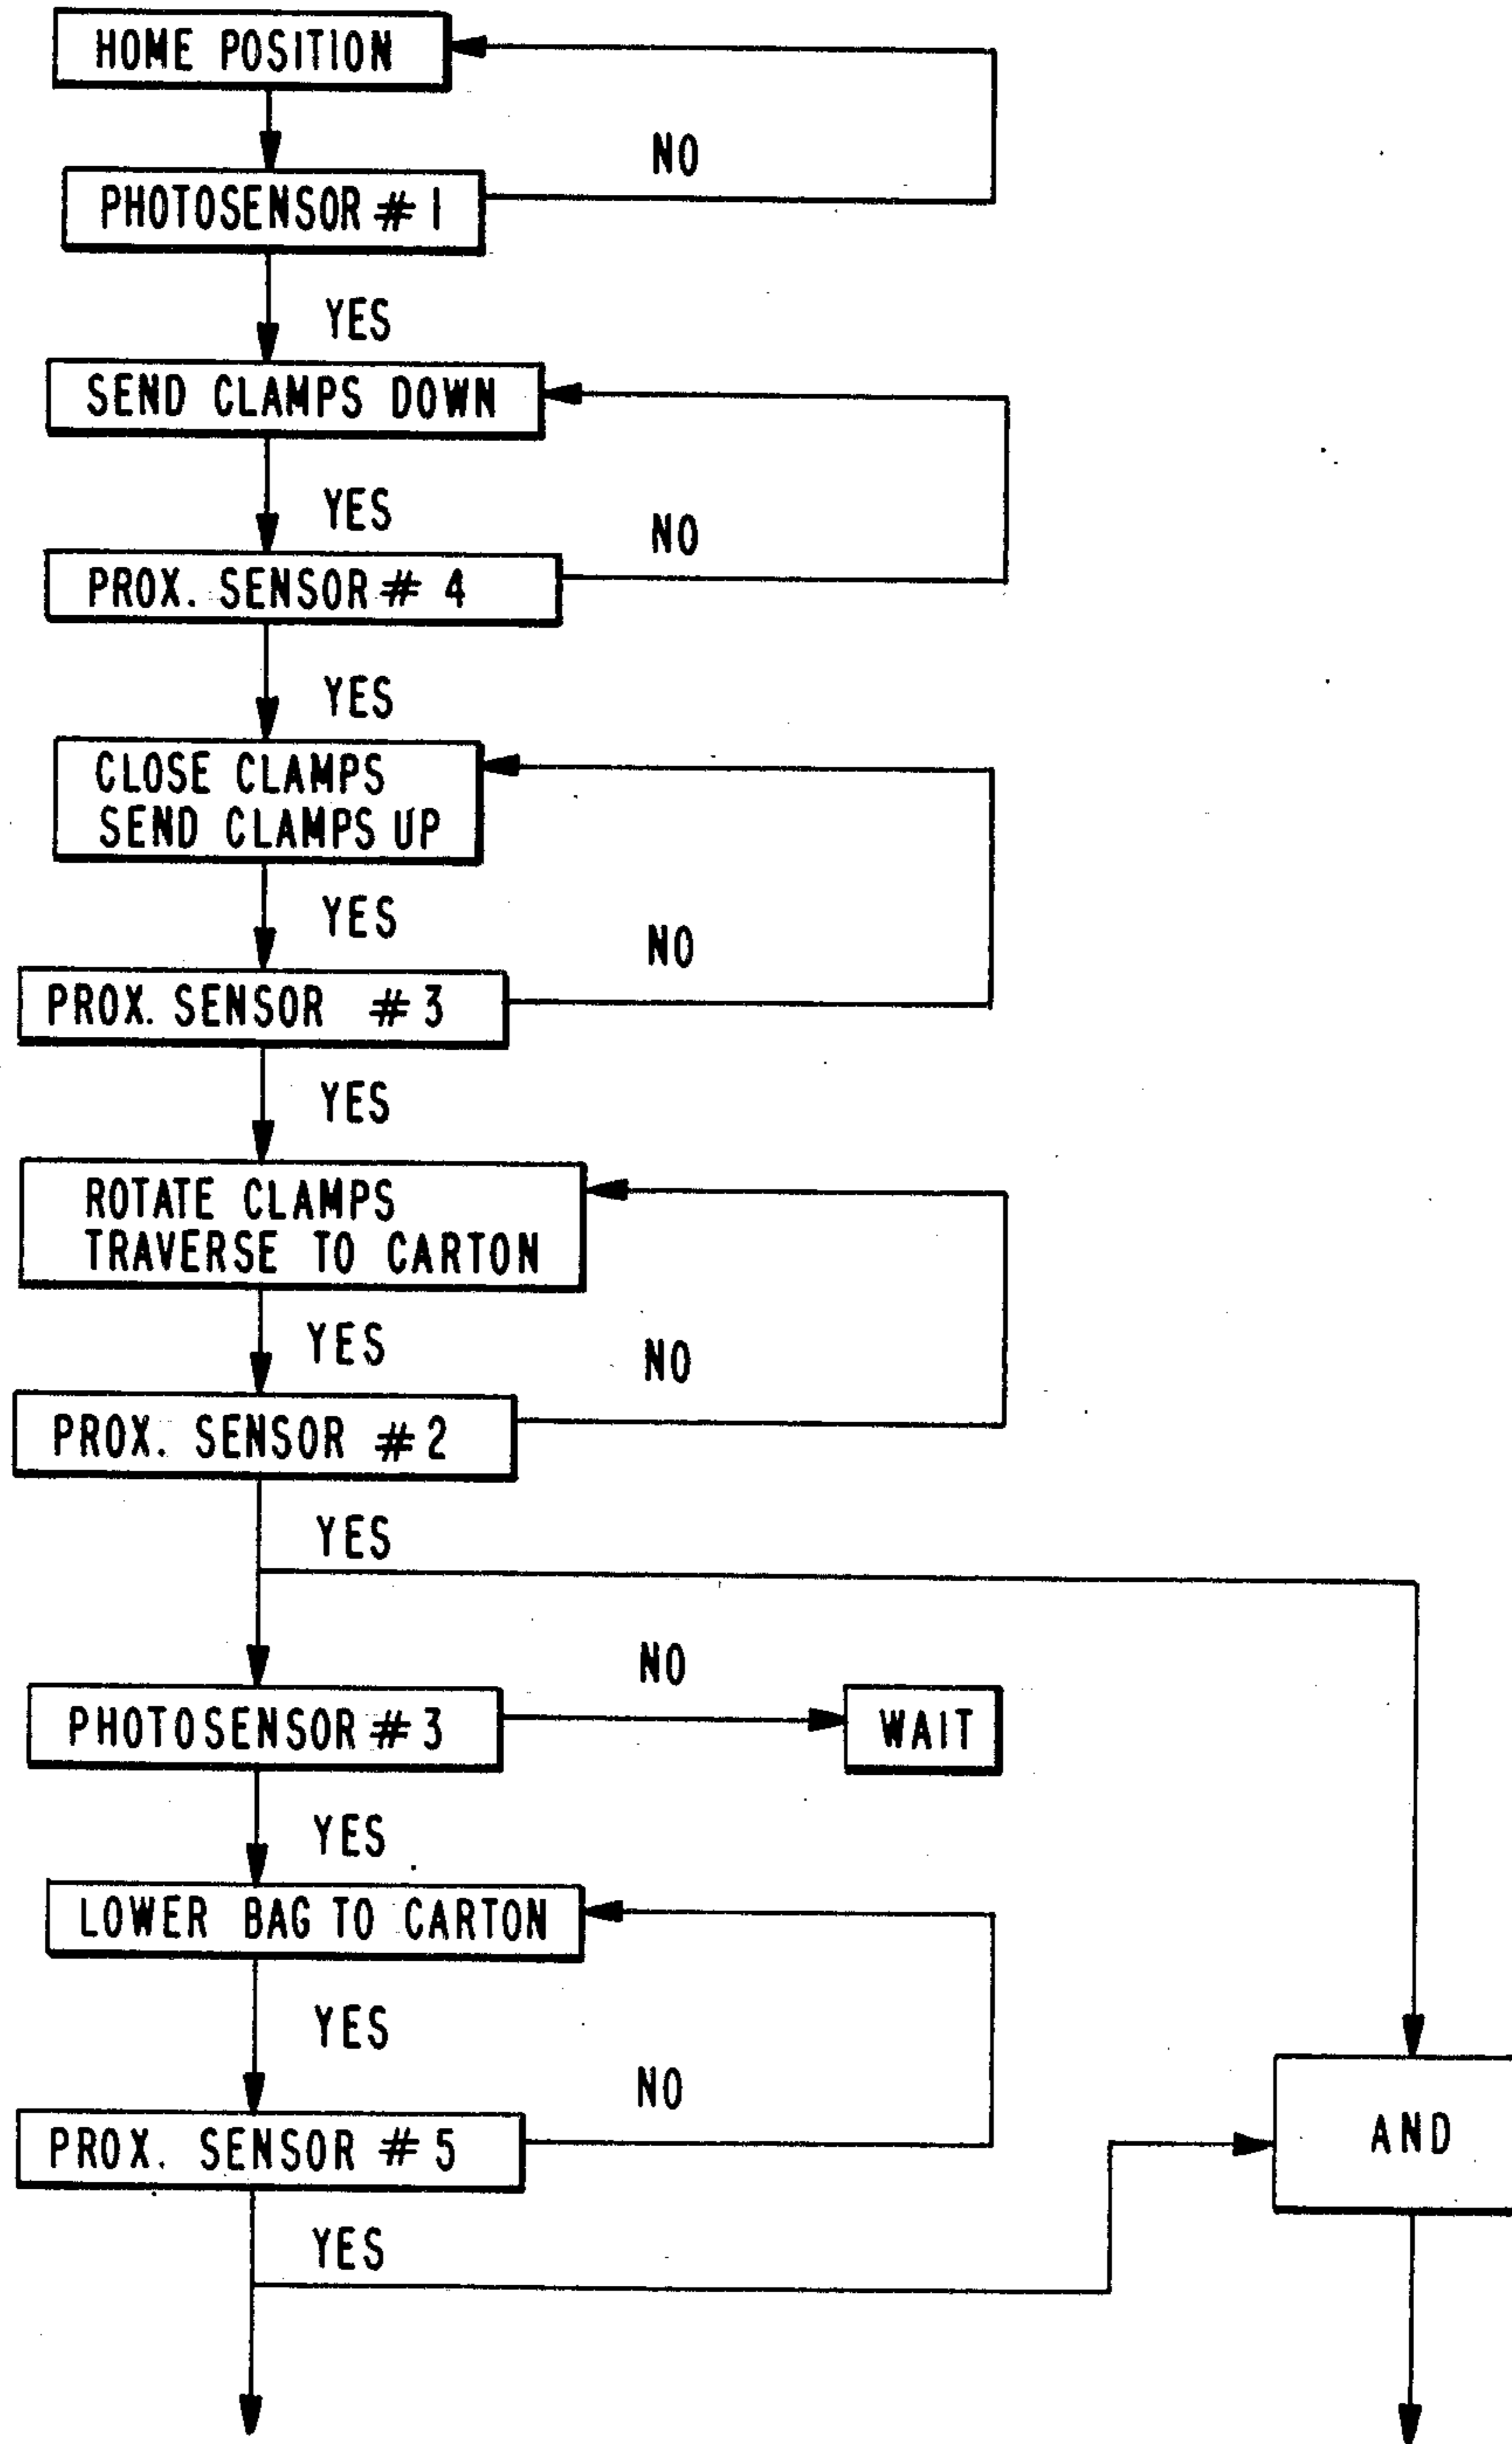 HOME POSITION
NO
PHOTOSENSOR # 1
YES
SEND CLAMPS DOWN
YES
NO
PROX. SENSOR # 4
YES
CLOSE CLAMPS
SEND CLAMPS UP
YES
NO
PROX. SENSOR # 3
YES
ROTATE CLAMPS
TRAVERSE TO CARTON
YES
NO
PROX. SENSOR # 2
YES
NO
PHOTOSENSOR # 3
WAIT
YES
LOWER BAG TO CARTON
YES
NO
PROX. SENSOR # 5
AND
YES